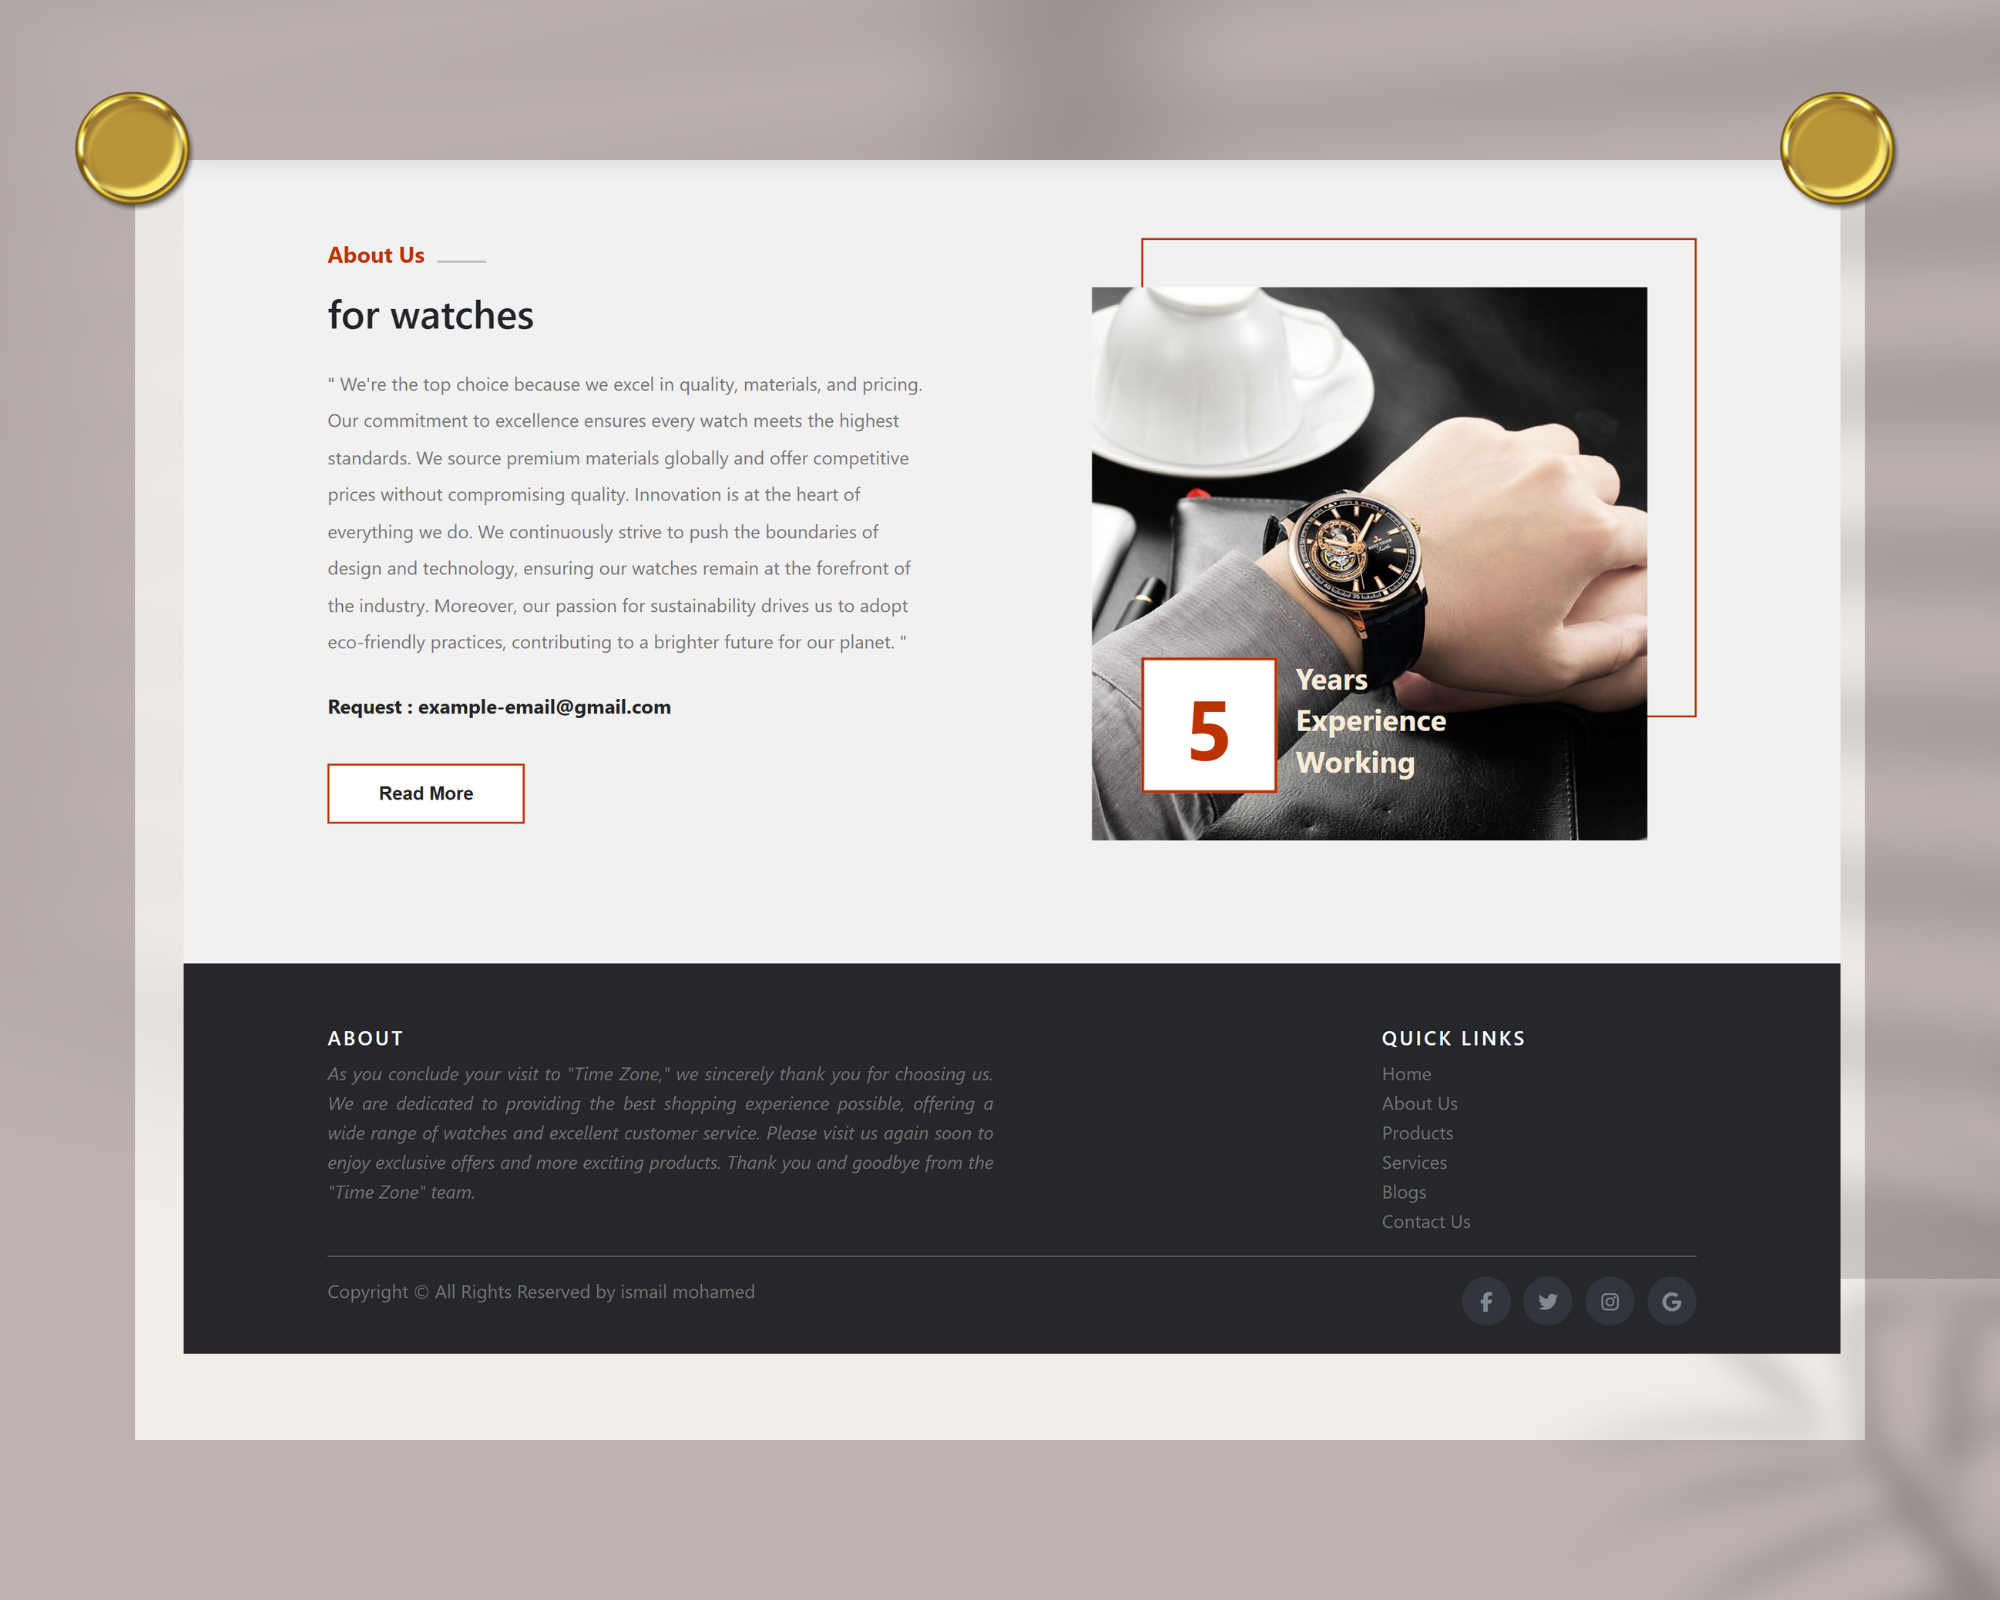 About Us
for watches
" We're the top choice because we excel in quality, materials, and pricing.
Our commitment to excellence ensures every watch meets the highest
standards. We source premium materials globally and offer competitive
prices without compromising quality. Innovation is at the heart of
everything we do. We continuously strive to push the boundaries of
design and technology, ensuring our watches remain at the forefront of
the industry. Moreover, our passion for sustainability drives us to adopt
eco-friendly practices, contributing to a brighter future for our planet. "
Request : example-email@gmail.com
Read More
5
Years
Experience
Working
ABOUT
As you conclude your visit to "Time Zone," we sincerely thank you for choosing us.
We are dedicated to providing the best shopping experience possible, offering a
wide range of watches and excellent customer service. Please visit us again soon to
enjoy exclusive offers and more exciting products. Thank you and goodbye from the
"Time Zone" team.
QUICK LINKS
Home
About Us
Products
Services
Blogs
Contact Us
Copyright © All Rights Reserved by ismail mohamed